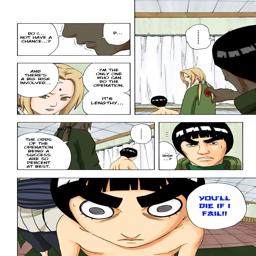 P...
DO I...
NOT HAVE A
CHANCE...?
.......
I'M THE
ONLY ONE
WHO CAN
DO THE
OPERATION.
IT'S
LENGTHY...
AND
THERE'S
A BIG RISK
INVOLVED...
THE ODDS
OF THE
OPERATION
BEING A
SUCCESS
ARE 50
PERCENT
AT BEST.
YOU'LL
DIE IF I
FAIL!!